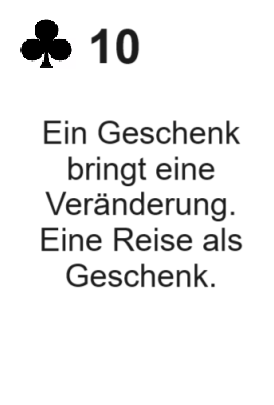 ♣ 10
Ein Geschenk
bringt eine
Veränderung.
Eine Reise als
Geschenk.